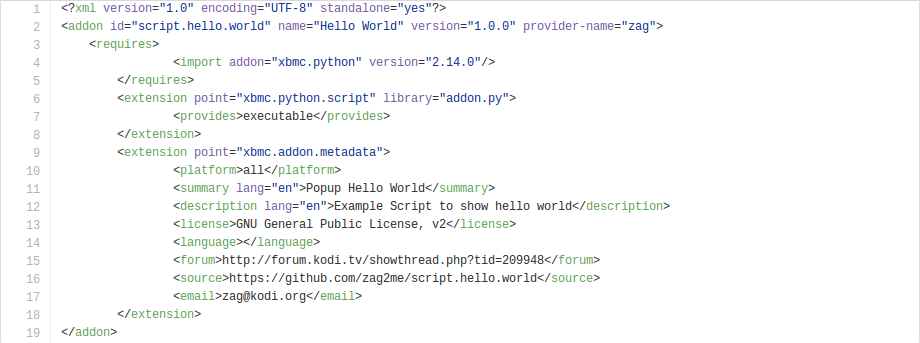 1 <?xml version="1.0" encoding="UTF-8" standalone="yes"?>
2 <addon id="script.hello.world" name="Hello World" version="1.0.0" provider-name="zag">
3     <requires>
4                 <import addon="xbmc.python" version="2.14.0"/>
5         </requires>
6         <extension point="xbmc.python.script" library="addon.py">
7                 <provides>executable</provides>
8         </extension>
9         <extension point="xbmc.addon.metadata">
10                 <platform>all</platform>
11                 <summary lang="en">Popup Hello World</summary>
12                 <description lang="en">Example Script to show hello world</description>
13                 <license>GNU General Public License, v2</license>
14                 <language></language>
15                 <forum>http://forum.kodi.tv/showthread.php?tid=209948</forum>
16                 <source>https://github.com/zag2me/script.hello.world</source>
17                 <email>zag@kodi.org</email>
18         </extension>
19 </addon>